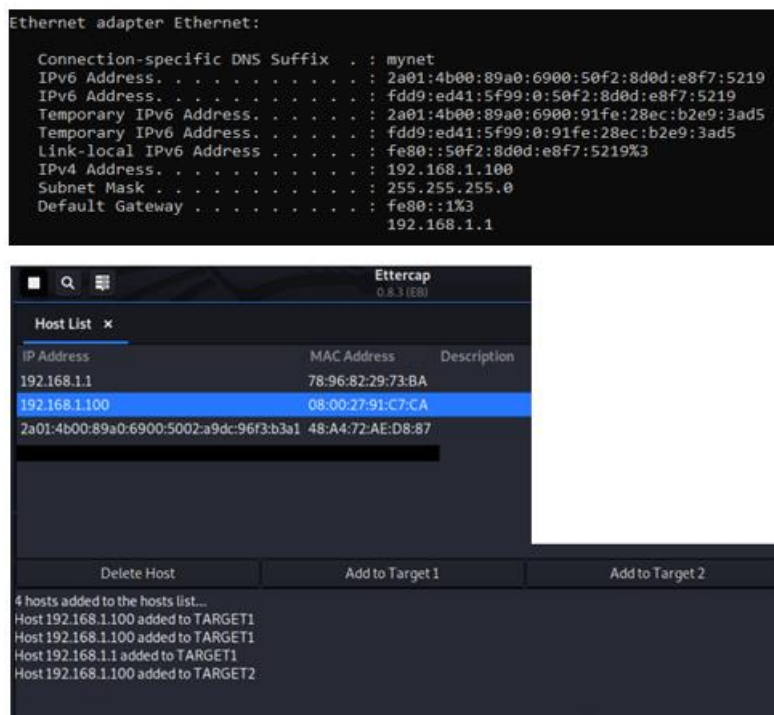 Ethernet adapter Ethernet:
Connection-specific DNS Suffix . : mynet
IPv6 Address. . . . . . . . . . . : 2a01:4b00:89a0:6900:50f2:8d0d:e8f7:5219
IPv6 Address. . . . . . . . . . . : fdd9:ed41:5f99:0:50f2:8d0d:e8f7:5219
Temporary IPv6 Address. . . . . . : 2a01:4b00:89a0:6900:91fe:28ec:b2e9:3ad5
Temporary IPv6 Address. . . . . . : fdd9:ed41:5f99:0:91fe:28ec:b2e9:3ad5
Link-local IPv6 Address . . . . . : fe80::50f2:8d0d:e8f7:5219%3
IPv4 Address. . . . . . . . . . . : 192.168.1.100
Subnet Mask . . . . . . . . . . . : 255.255.255.0
Default Gateway . . . . . . . . . : fe80::1%3
192.168.1.1
Ettercap
0.8.3 (EB)
Host List ×
IP Address MAC Address Description
192.168.1.1 78:96:82:29:73:BA
192.168.1.100 08:00:27:91:C7:CA
2a01:4b00:89a0:6900:5002:a9dc:96f3:b3a1 48:A4:72:AE:D8:87
Delete Host Add to Target 1 Add to Target 2
4 hosts added to the hosts list...
Host 192.168.1.100 added to TARGET1
Host 192.168.1.100 added to TARGET1
Host 192.168.1.1 added to TARGET1
Host 192.168.1.100 added to TARGET2